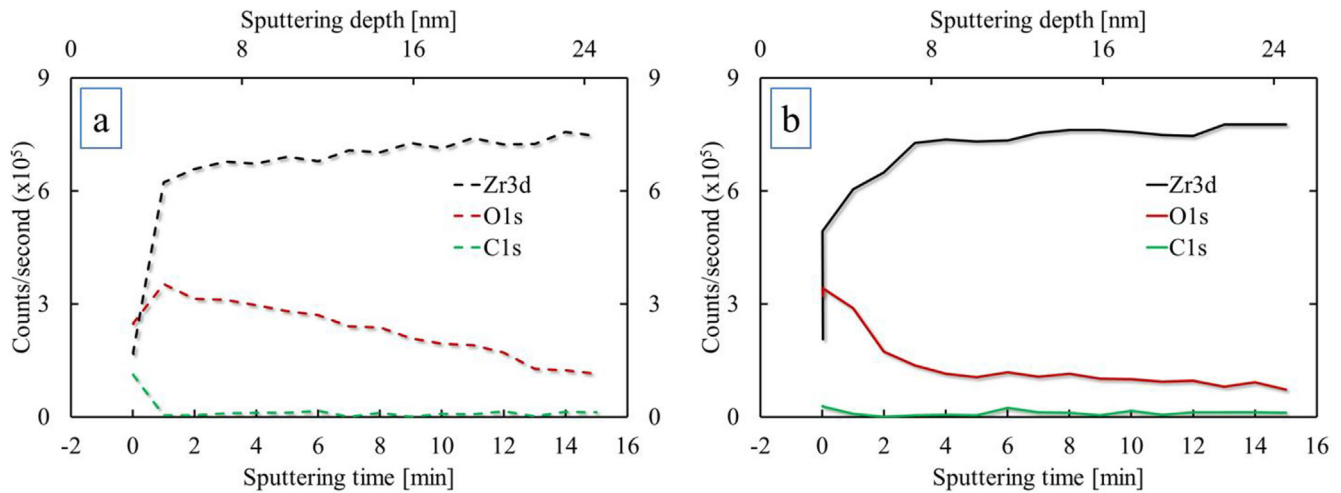 Sputtering depth [nm]
0 8 16 24
9 9
a
6 6
Zr3d
O1s
C1s
3 3
0 0
Counts/second (x10⁵)
-2 0 2 4 6 8 10 12 14 16
Sputtering time [min]
Sputtering depth [nm]
0 8 16 24
9
b
6
Zr3d
O1s
C1s
3
0
Counts/second (x10⁵)
-2 0 2 4 6 8 10 12 14 16
Sputtering time [min]